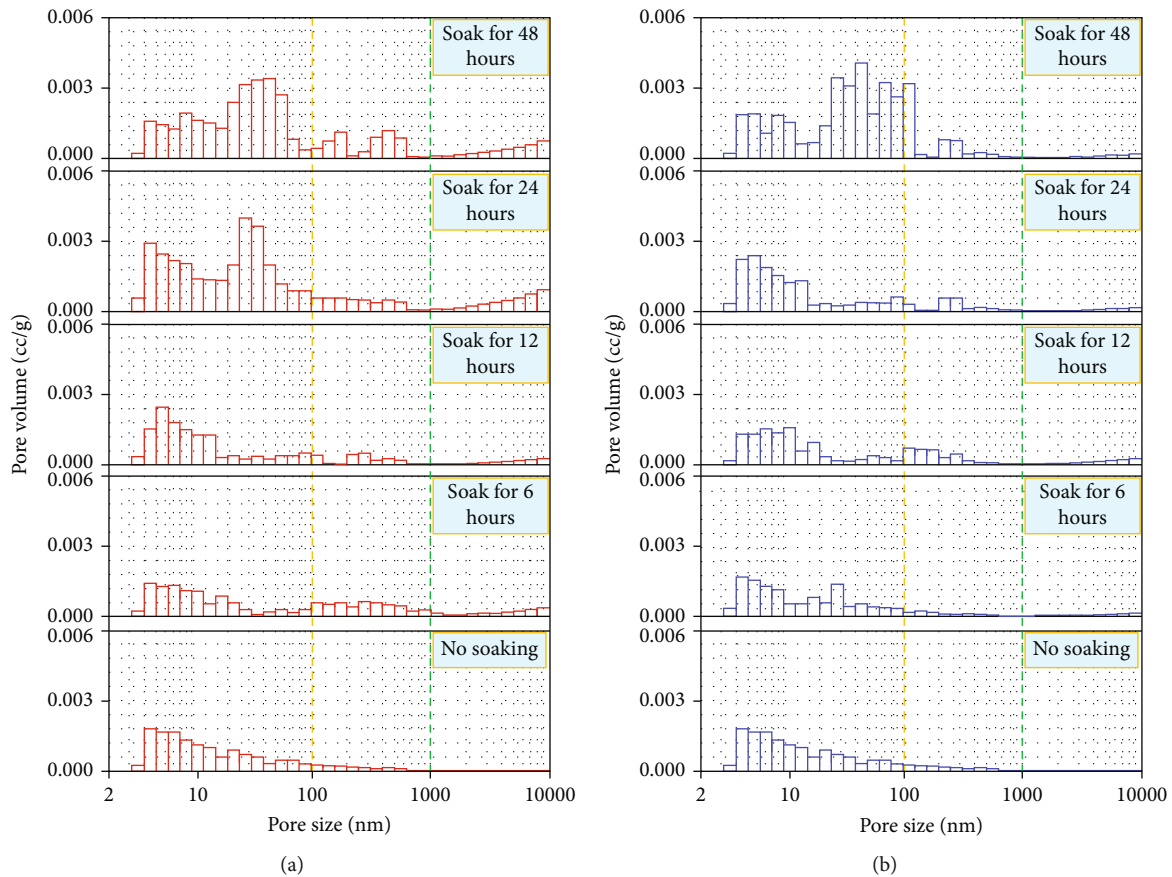 0.006
0.003
0.000
Soak for 48
hours
0.006
0.003
0.000
Soak for 24
hours
0.006
0.003
0.000
Soak for 12
hours
0.006
0.003
0.000
Soak for 6
hours
0.006
0.003
0.000
No soaking
Pore volume (cc/g)
2 10 100 1000 10000
Pore size (nm)
(a)
0.006
0.003
0.000
Soak for 48
hours
0.006
0.003
0.000
Soak for 24
hours
0.006
0.003
0.000
Soak for 12
hours
0.006
0.003
0.000
Soak for 6
hours
0.006
0.003
0.000
No soaking
Pore volume (cc/g)
2 10 100 1000 10000
Pore size (nm)
(b)